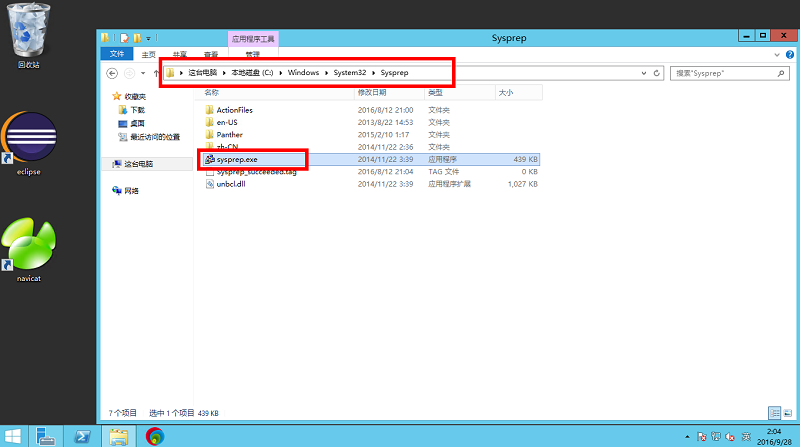 回收站
eclipse
navicat
应用程序工具
Sysprep
文件 主页 共享 查看 管理
这台电脑 本地磁盘 (C:) Windows System32 Sysprep
搜索"Sysprep"
收藏夹
下载
桌面
最近访问的位置
这台电脑
网络
名称 修改日期 类型 大小
ActionFiles 2016/8/12 21:00 文件夹
en-US 2013/8/22 14:53 文件夹
Panther 2015/2/10 1:17 文件夹
zh-CN 2014/11/22 2:36 文件夹
sysprep.exe 2014/11/22 3:39 应用程序 439 KB
Sysprep_succeeded.tag 2016/8/12 21:04 TAG 文件 0 KB
unbcl.dll 2014/11/22 3:39 应用程序扩展 1,027 KB
7 个项目 选中 1 个项目 439 KB
英
2:04
2016/9/28